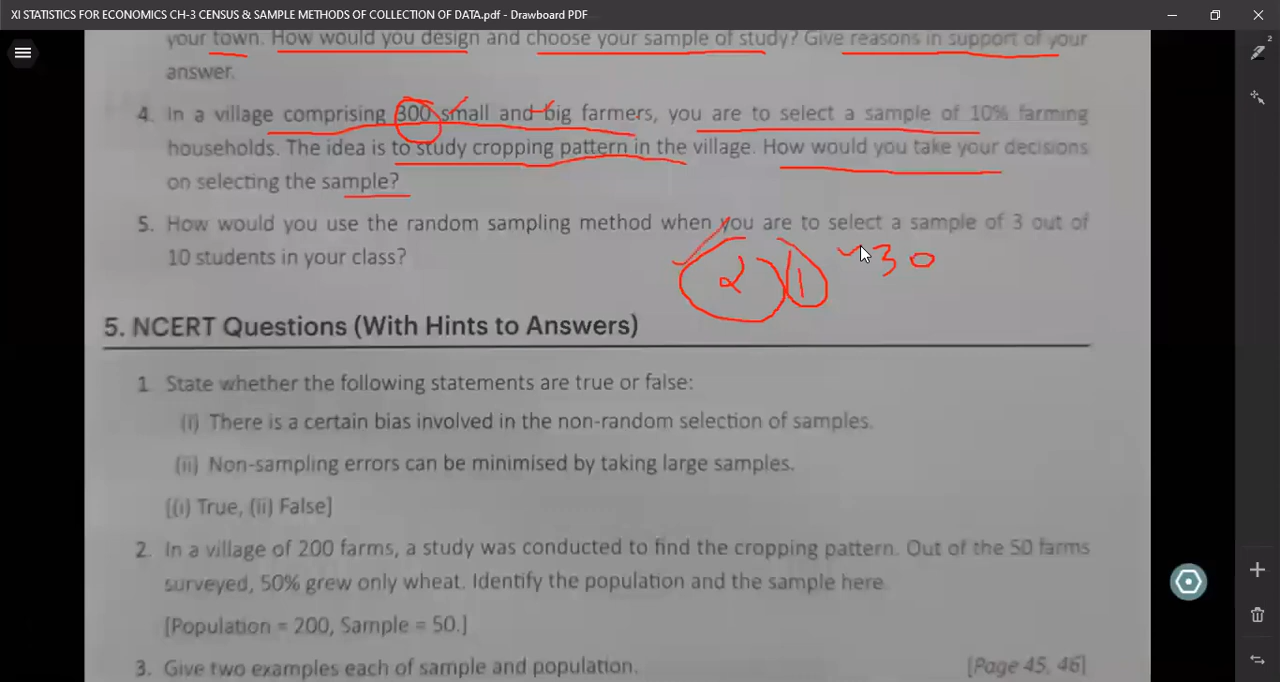 XI STATISTICS FOR ECONOMICS CH-3 CENSUS & SAMPLE METHODS OF COLLECTION OF DATA.pdf - Drawboard PDF
2
your town. How would you design and choose your sample of study? Give reasons in support of your
answer.
4. In a village comprising 300 small and big farmers, you are to select a sample of 10% farming
households. The idea is to study cropping pattern in the village. How would you take your decisions
on selecting the sample?
5. How would you use the random sampling method when you are to select a sample of 3 out of
10 students in your class?
2 1 30
5. NCERT Questions (With Hints to Answers)
1 State whether the following statements are true or false:
(i) There is a certain bias involved in the non-random selection of samples.
(ii) Non-sampling errors can be minimised by taking large samples.
[(i) True, (ii) False]
2. In a village of 200 farms, a study was conducted to find the cropping pattern. Out of the 50 farms
surveyed, 50% grew only wheat. Identify the population and the sample here.
[Population = 200, Sample = 50.]
3. Give two examples each of sample and population. [Page 45, 46]